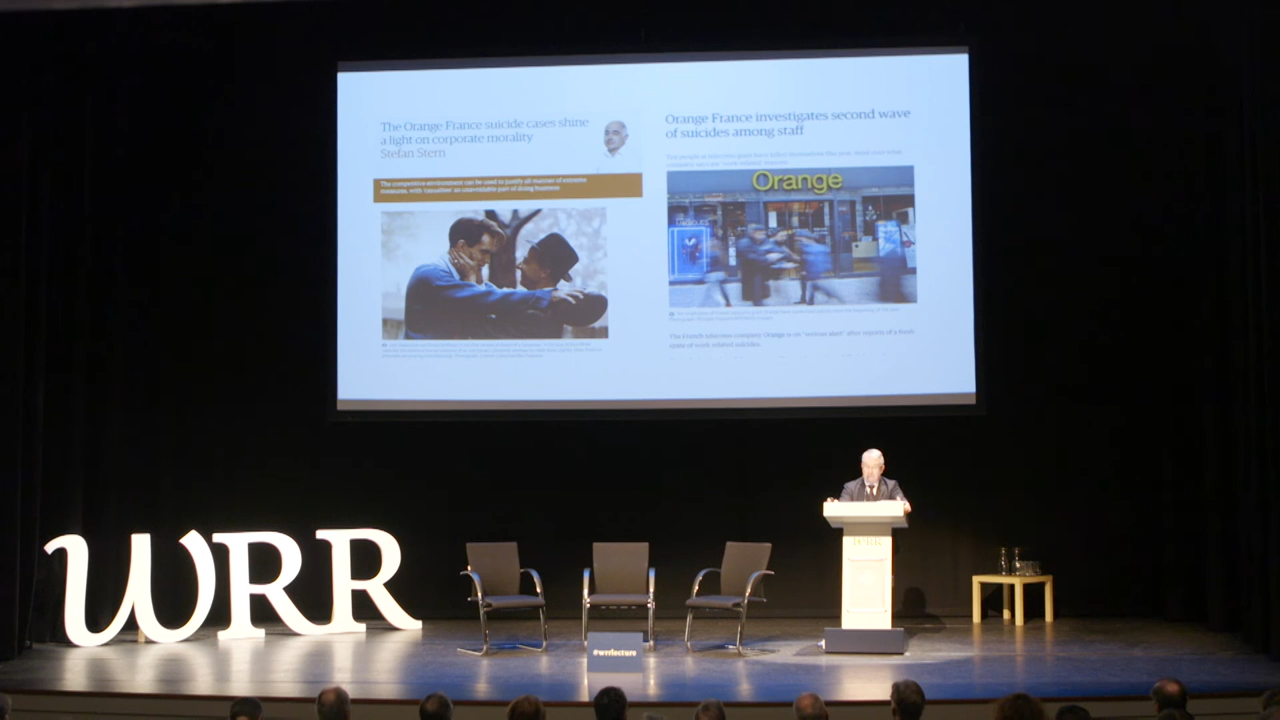 The Orange France suicide cases shine
a light on corporate morality
Stefan Stern
The competitive environment can be used to justify all manner of extreme
measures, with 'casualties' an unavoidable part of doing business
Orange France investigates second wave
of suicides among staff
Orange
The French telecoms company Orange is on "serious alert" after reports of a fresh
spate of work related suicides.
WRR
#wrrlecture